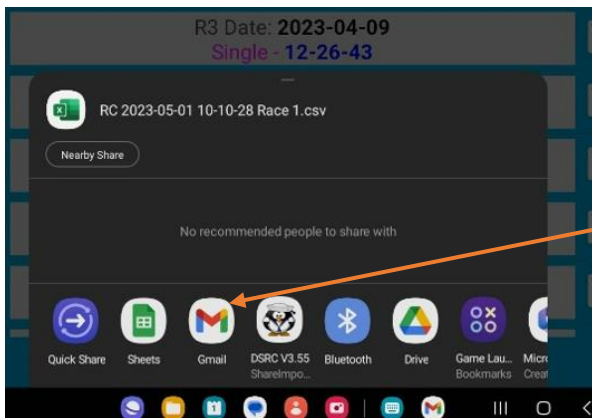 R3 Date: 2023-04-09
Single - 12-26-43
RC 2023-05-01 10-10-28 Race 1.csv
Nearby Share
No recommended people to share with
Quick Share
Sheets
Gmail
DSRC V3.55
ShareImpo...
Bluetooth
Drive
Game Lau...
Bookmarks
Micro
Creat